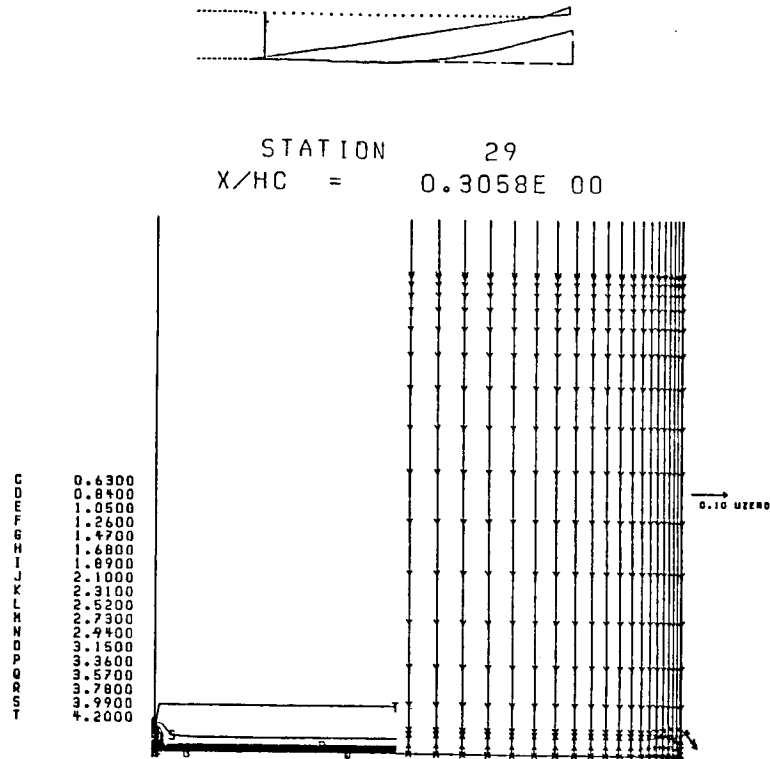 STATION 29
X/HC = 0.3058E 00
C 0.6300
D 0.8400
E 1.0500
F 1.2600
G 1.4700
H 1.6800
I 1.8900
J 2.1000
K 2.3100
L 2.5200
M 2.7300
N 2.9400
O 3.1500
P 3.3600
Q 3.5700
R 3.7800
S 3.9900
T 4.2000
0.10 UZERO
T
S